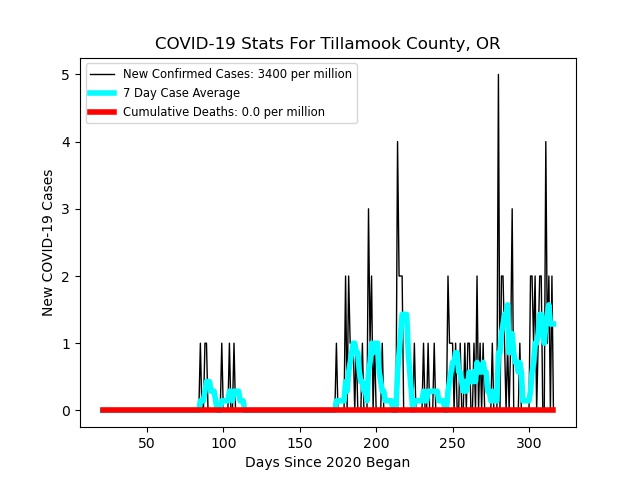 COVID-19 Stats For Tillamook County, OR
New Confirmed Cases: 3400 per million
7 Day Case Average
Cumulative Deaths: 0.0 per million
New COVID-19 Cases
5
4
3
2
1
0
50 100 150 200 250 300
Days Since 2020 Began